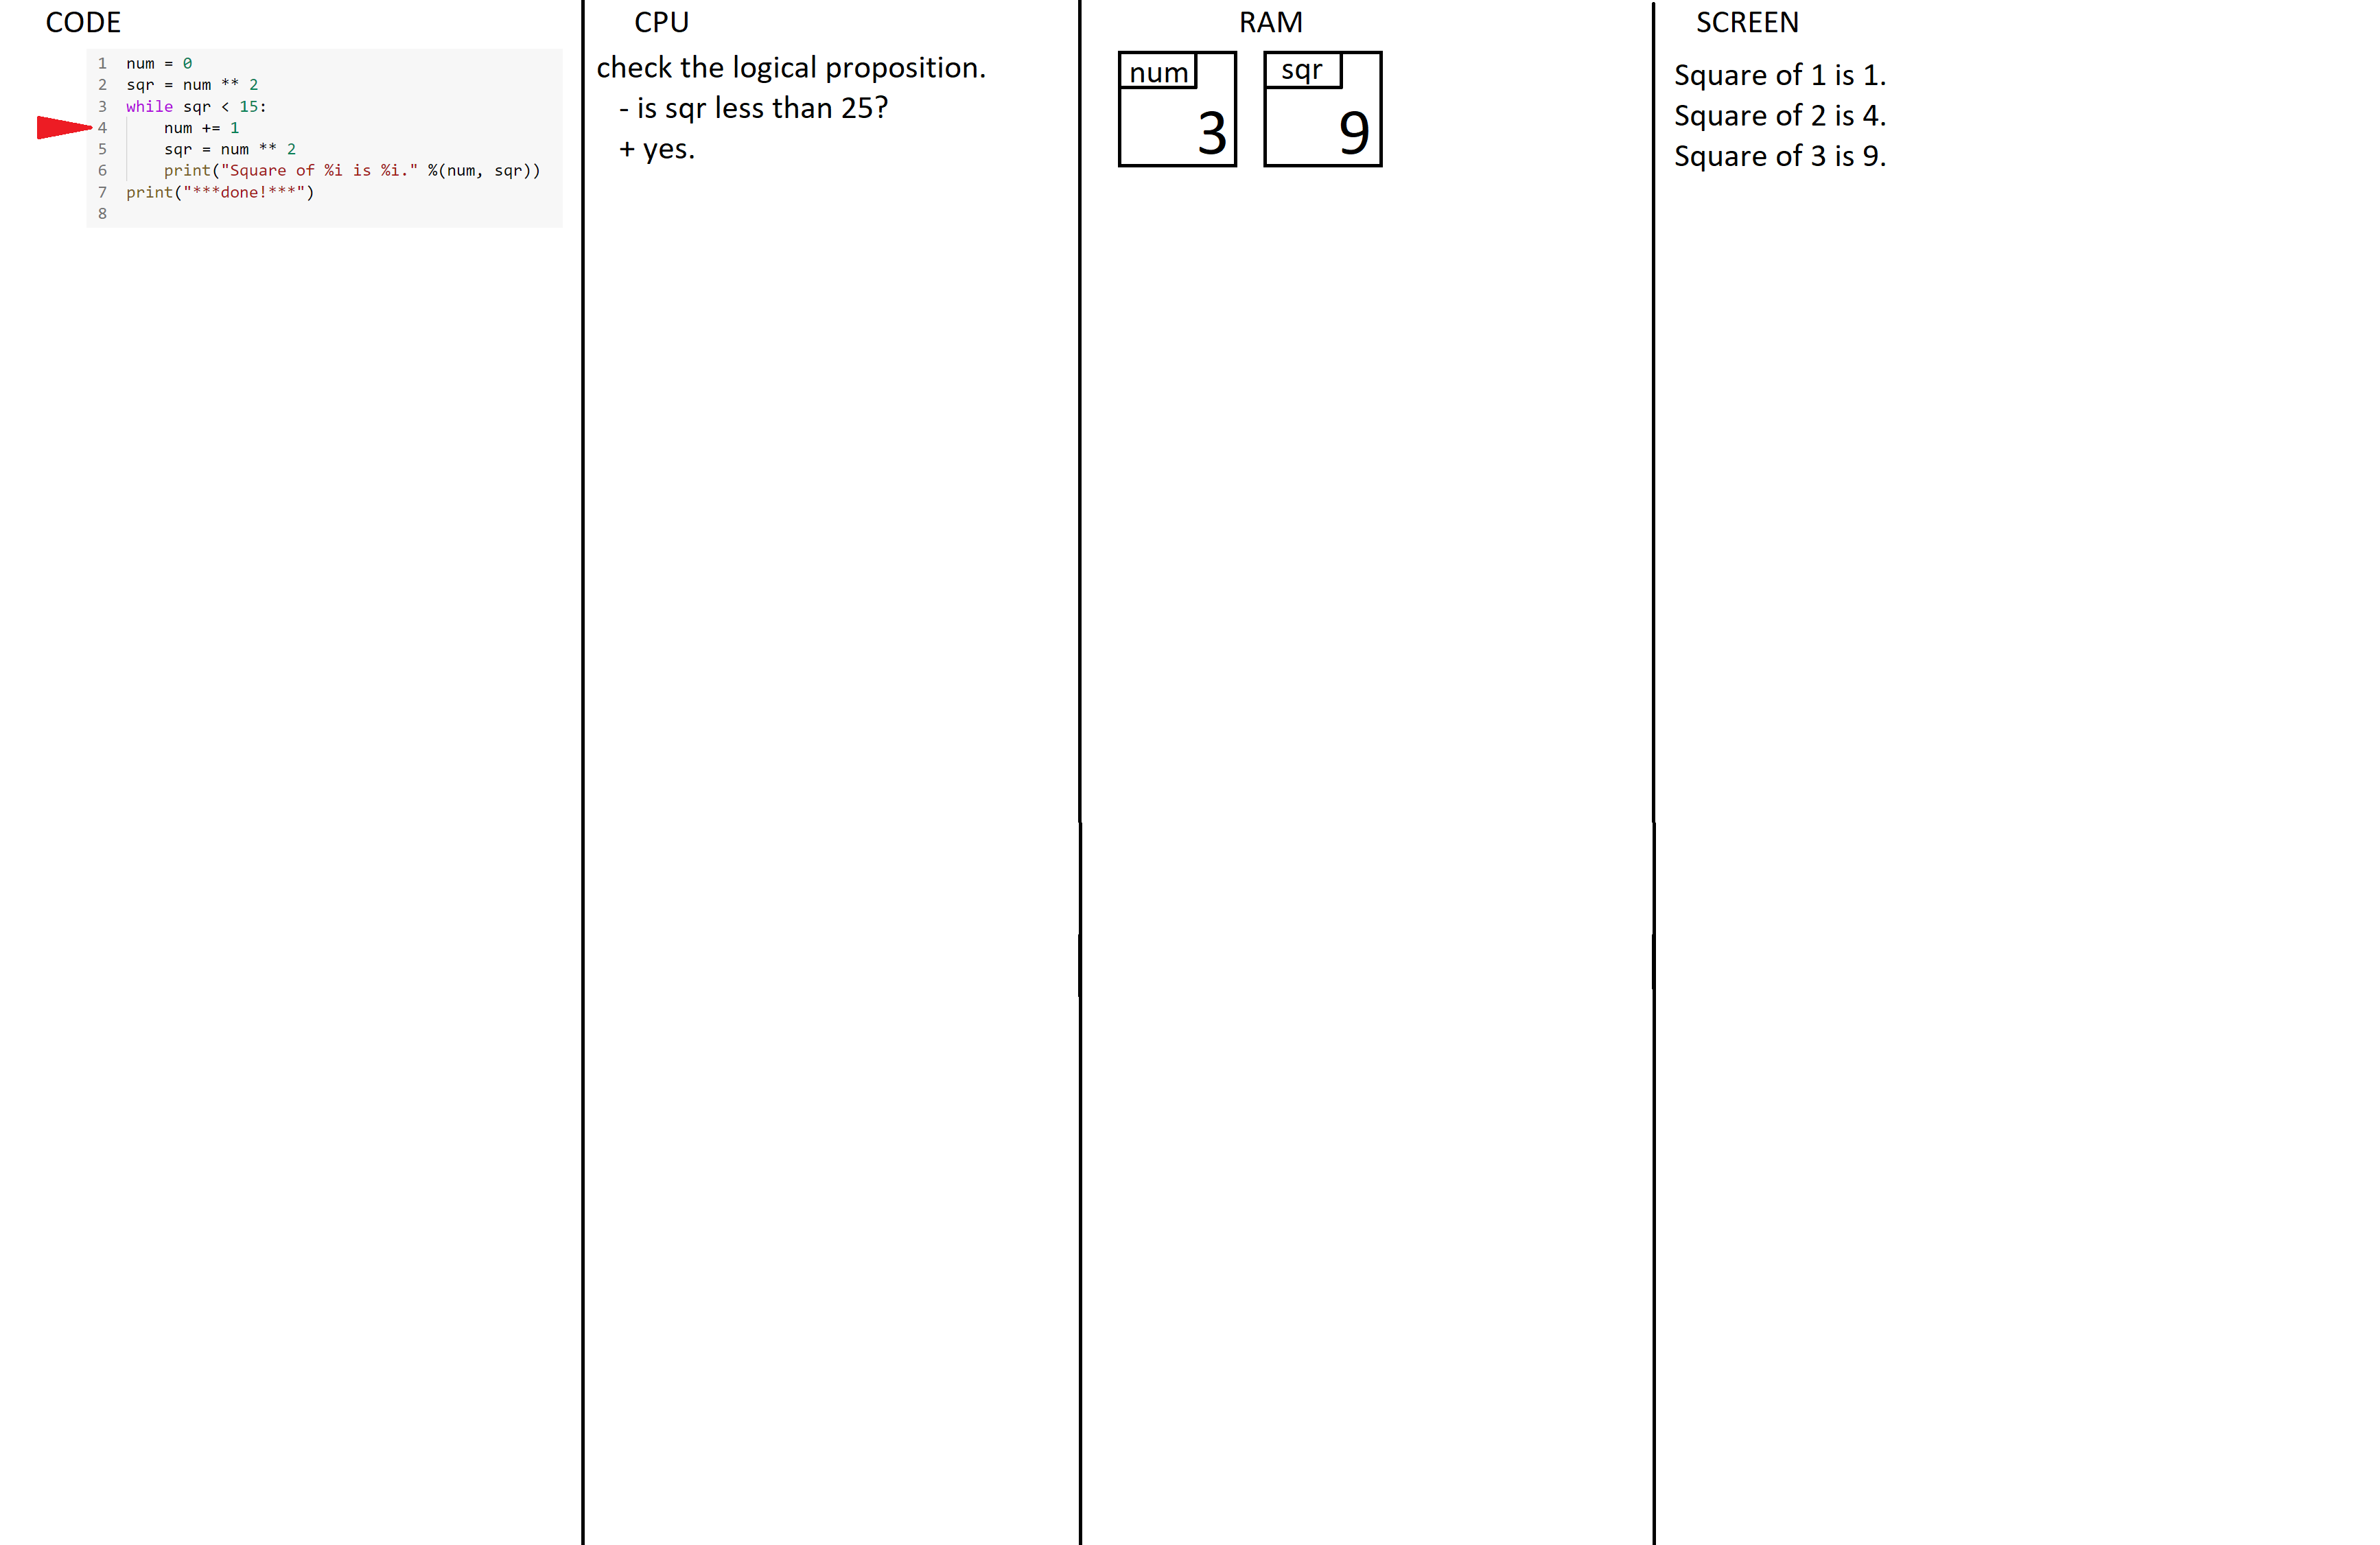 CODE
1 num = 0
2 sqr = num ** 2
3 while sqr < 15:
4 num += 1
5 sqr = num ** 2
6 print("Square of %i is %i." %(num, sqr))
7 print("***done!***")
8
CPU
check the logical proposition.
- is sqr less than 25?
+ yes.
RAM
num
3
sqr
9
SCREEN
Square of 1 is 1.
Square of 2 is 4.
Square of 3 is 9.